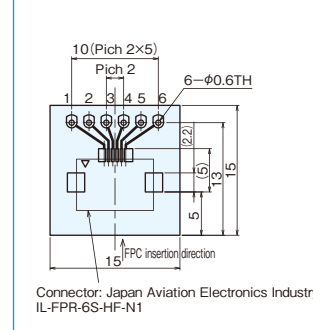 10(Pich 2×5)
Pich 2
1 2 3 4 5 6
6−φ0.6TH
(2.2)
(5)
5
13
15
FPC insertion direction
15
Connector: Japan Aviation Electronics Industry
IL-FPR-6S-HF-N1